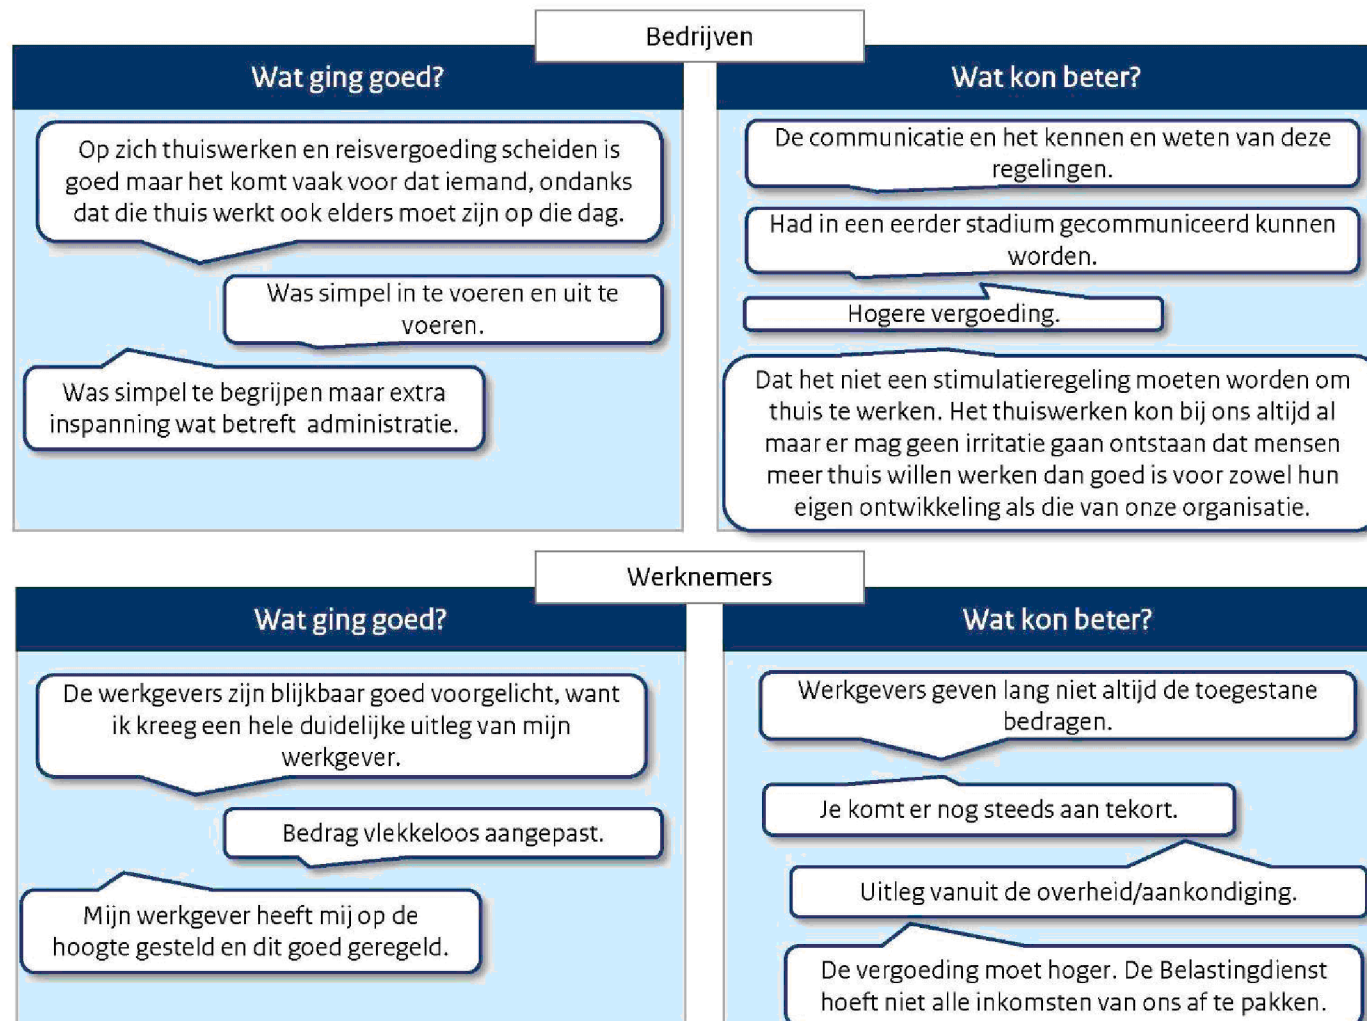 Bedrijven
Wat ging goed?
Op zich thuiswerken en reisvergoeding scheiden is
goed maar het komt vaak voor dat iemand, ondanks
dat die thuis werkt ook elders moet zijn op die dag.
Was simpel in te voeren en uit te
voeren.
Was simpel te begrijpen maar extra
inspanning wat betreft administratie.
Wat kon beter?
De communicatie en het kennen en weten van deze
regelingen.
Had in een eerder stadium gecommuniceerd kunnen
worden.
Hogere vergoeding.
Dat het niet een stimulatieregeling moeten worden om
thuis te werken. Het thuiswerken kon bij ons altijd al
maar er mag geen irritatie gaan ontstaan dat mensen
meer thuis willen werken dan goed is voor zowel hun
eigen ontwikkeling als die van onze organisatie.
Werknemers
Wat ging goed?
De werkgevers zijn blijkbaar goed voorgelicht, want
ik kreeg een hele duidelijke uitleg van mijn
werkgever.
Bedrag vlekkeloos aangepast.
Mijn werkgever heeft mij op de
hoogte gesteld en dit goed geregeld.
Wat kon beter?
Werkgevers geven lang niet altijd de toegestane
bedragen.
Je komt er nog steeds aan tekort.
Uitleg vanuit de overheid/aankondiging.
De vergoeding moet hoger. De Belastingdienst
hoeft niet alle inkomsten van ons af te pakken.